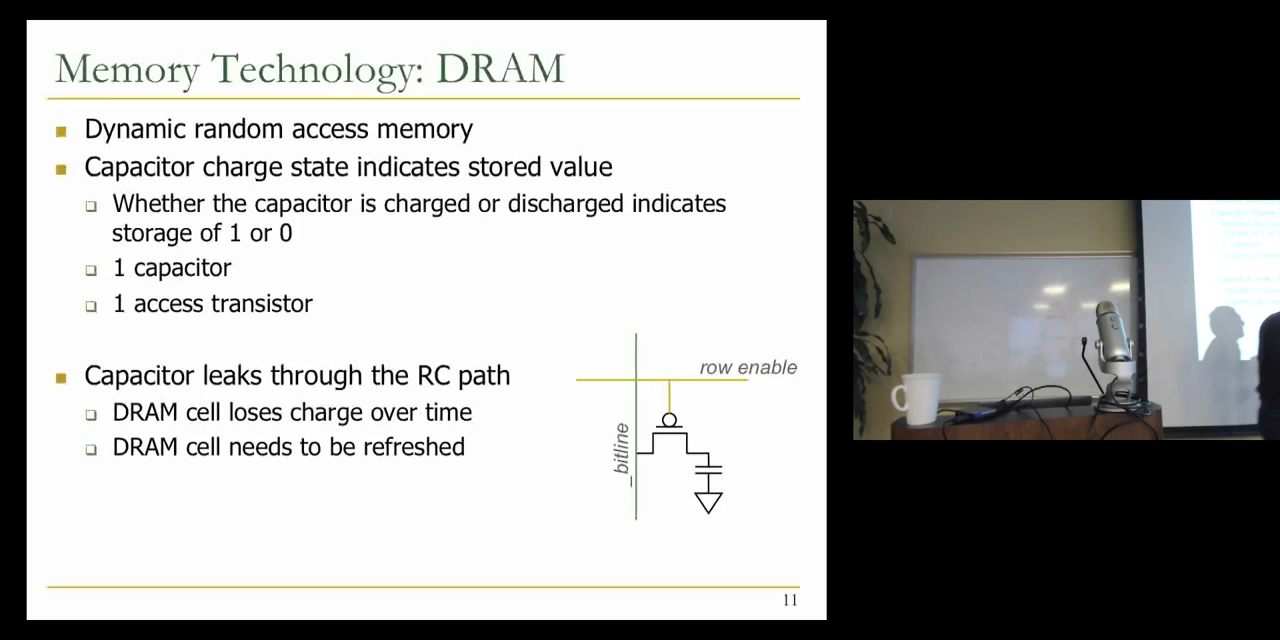 Memory Technology: DRAM
Dynamic random access memory
Capacitor charge state indicates stored value
Whether the capacitor is charged or discharged indicates
storage of 1 or 0
1 capacitor
1 access transistor
Capacitor leaks through the RC path
DRAM cell loses charge over time
DRAM cell needs to be refreshed
row enable
_bitline
11